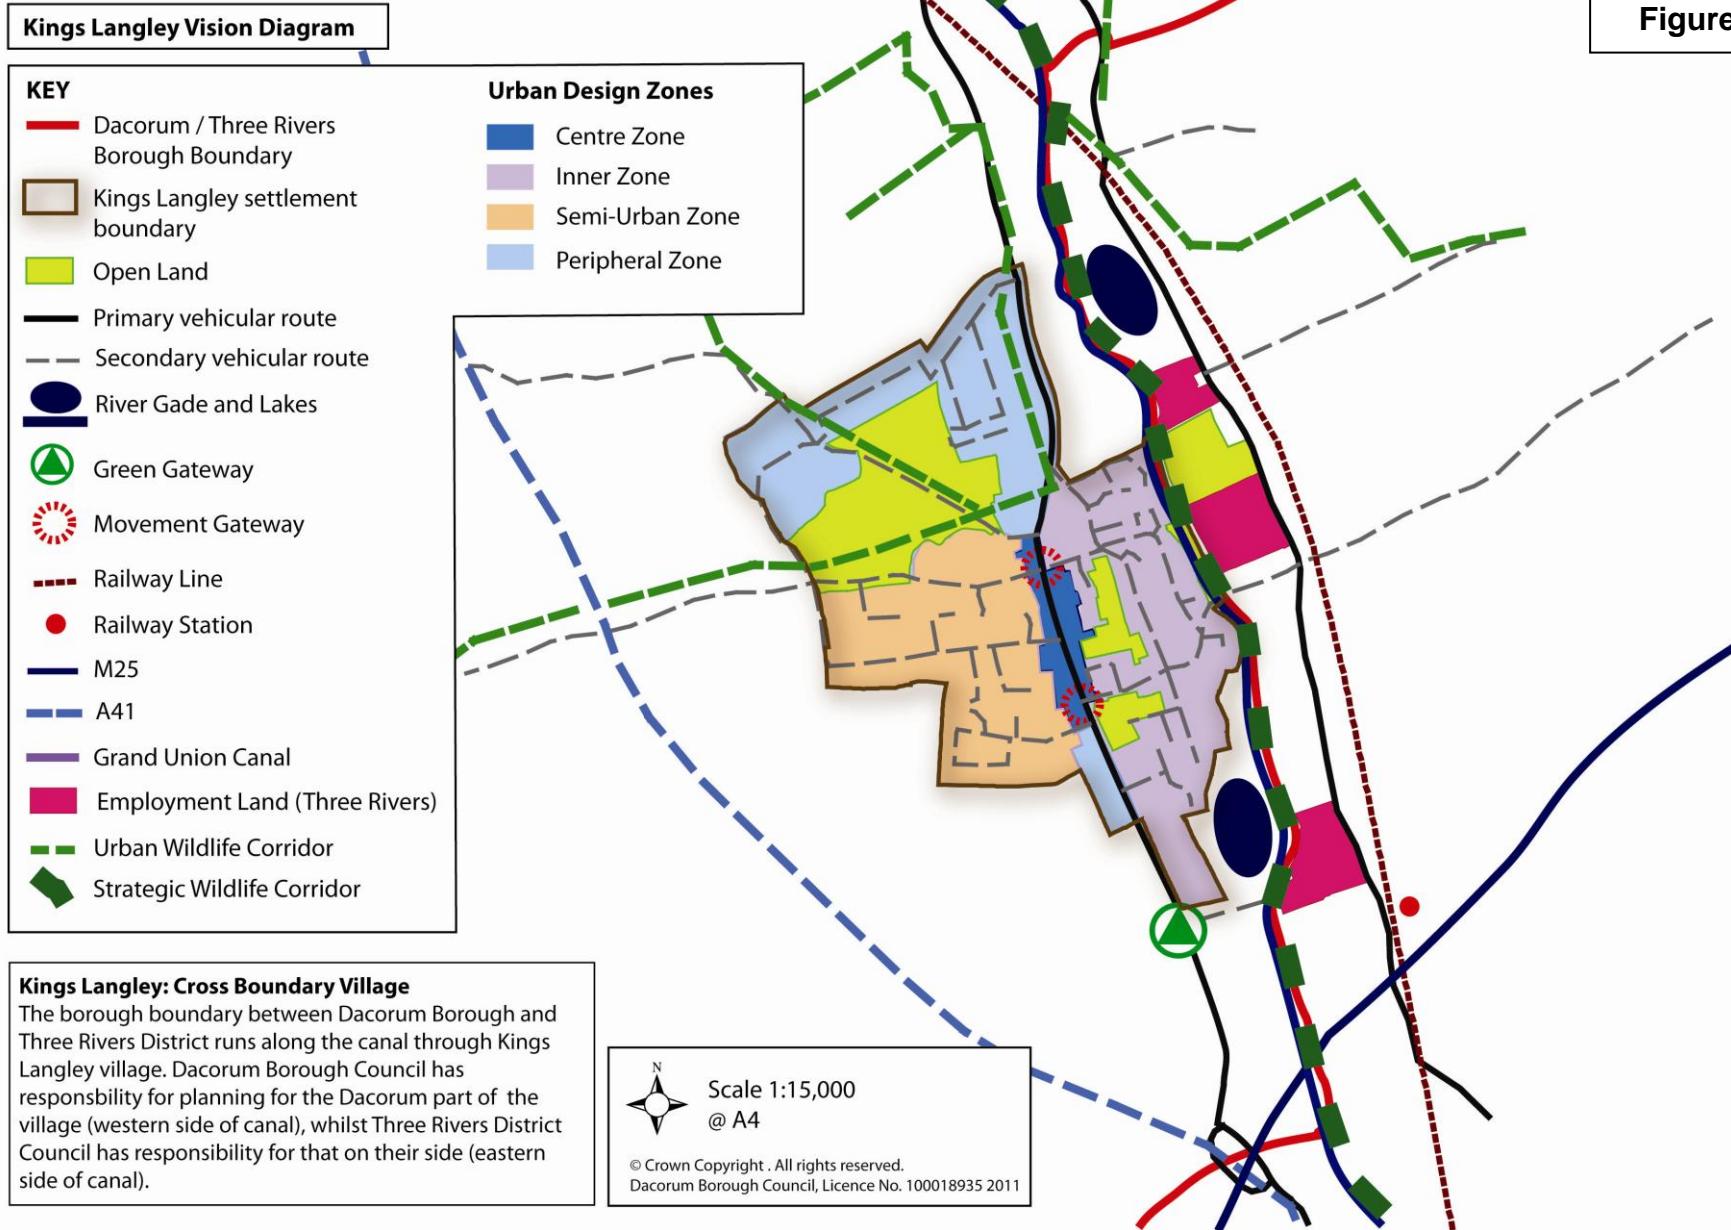 Kings Langley Vision Diagram
Figure
KEY
Dacorum / Three Rivers
Borough Boundary
Kings Langley settlement
boundary
Open Land
Primary vehicular route
Secondary vehicular route
River Gade and Lakes
Green Gateway
Movement Gateway
Railway Line
Railway Station
M25
A41
Grand Union Canal
Employment Land (Three Rivers)
Urban Wildlife Corridor
Strategic Wildlife Corridor
Urban Design Zones
Centre Zone
Inner Zone
Semi-Urban Zone
Peripheral Zone
Kings Langley: Cross Boundary Village
The borough boundary between Dacorum Borough and
Three Rivers District runs along the canal through Kings
Langley village. Dacorum Borough Council has
responsbility for planning for the Dacorum part of the
village (western side of canal), whilst Three Rivers District
Council has responsibility for that on their side (eastern
side of canal).
N
Scale 1:15,000
@ A4
© Crown Copyright . All rights reserved.
Dacorum Borough Council, Licence No. 100018935 2011